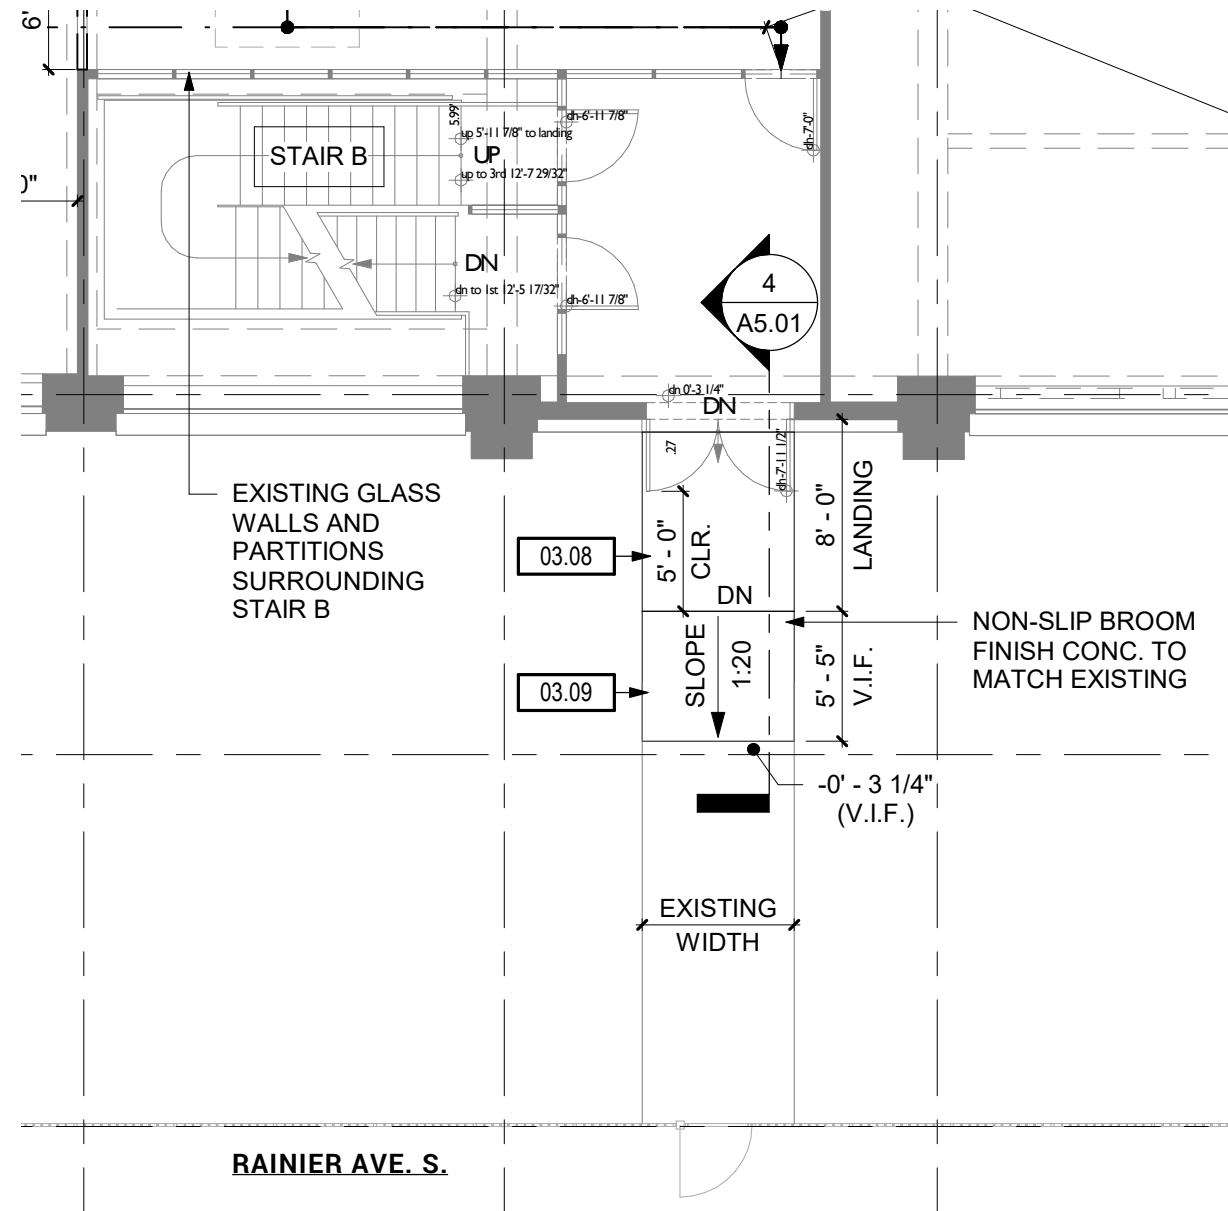 6'
0"
STAIR B
5.99'
up 5'-11 7/8" to landing
UP
up to 3rd 12'-7 29/32"
DN
dn to 1st 12'-5 17/32"
dh-6'-11 7/8"
dh-6'-11 7/8"
dh-7'-0"
4
A5.01
dn 0'-3 1/4"
DN
.27
dh-7'-11 1/2"
EXISTING GLASS
WALLS AND
PARTITIONS
SURROUNDING
STAIR B
03.08
5' - 0"
CLR.
8' - 0"
LANDING
DN
03.09
SLOPE
1:20
5' - 5"
V.I.F.
NON-SLIP BROOM
FINISH CONC. TO
MATCH EXISTING
-0' - 3 1/4"
(V.I.F.)
EXISTING
WIDTH
RAINIER AVE. S.